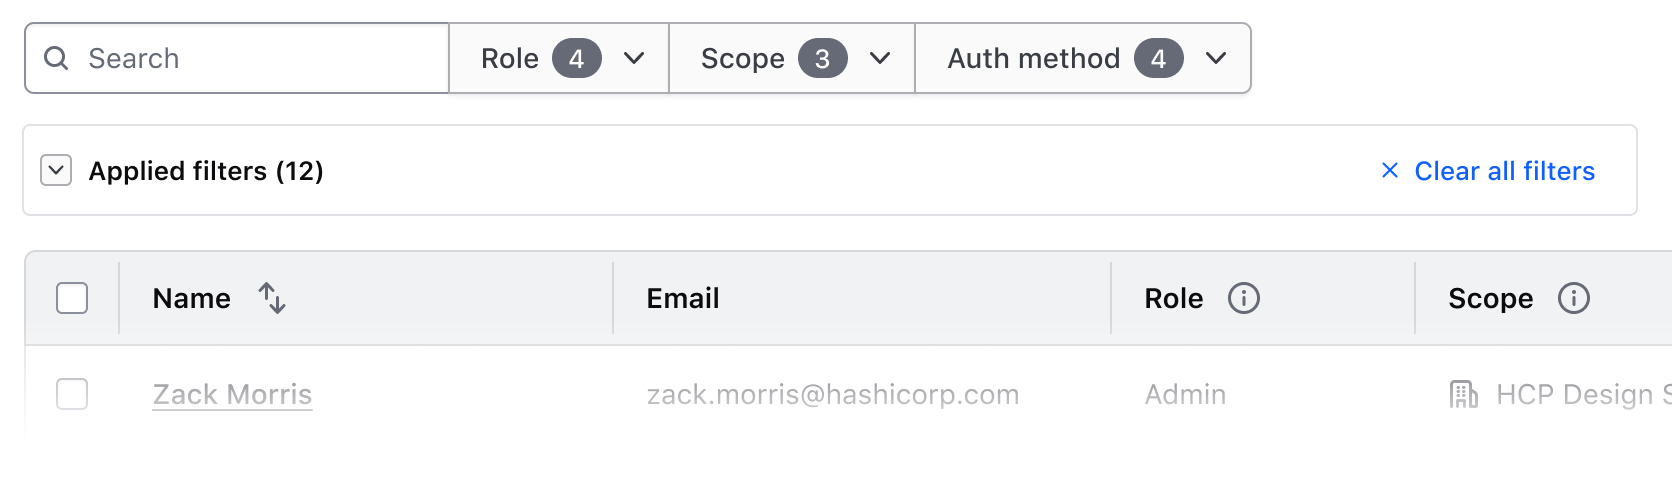 Search Role 4 Scope 3 Auth method 4
Applied filters (12) Clear all filters
Name Email Role Scope
Zack Morris zack.morris@hashicorp.com Admin HCP Design